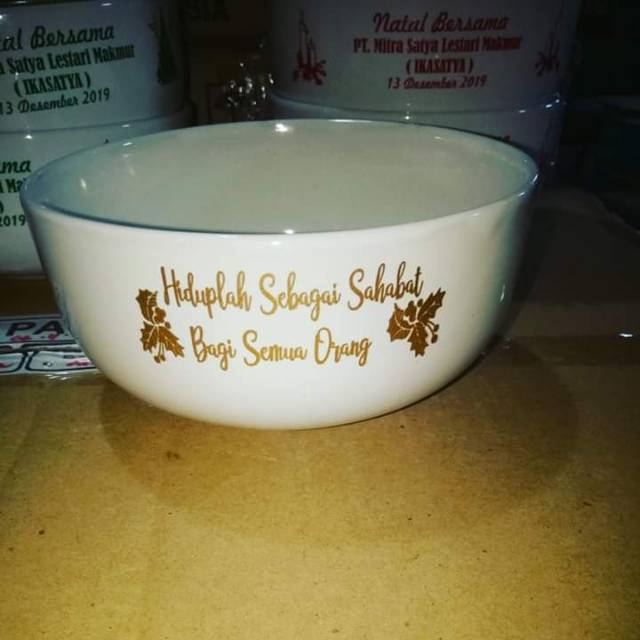 Natal Bersama
PT. Mitra Satya Lestari Makmur
( IKASATYA )
13 Desember 2019
Bersama
Satya Lestari Makmur
( IKASATYA )
13 Desember 2019
2019
Hiduplah Sebagai Sahabat
Bagi Semua Orang